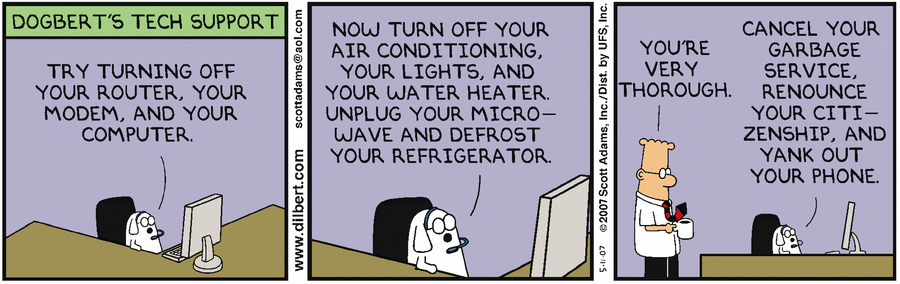 DOGBERT'S TECH SUPPORT
TRY TURNING OFF
YOUR ROUTER, YOUR
MODEM, AND YOUR
COMPUTER.
www.dilbert.com scottadams@aol.com
NOW TURN OFF YOUR
AIR CONDITIONING,
YOUR LIGHTS, AND
YOUR WATER HEATER.
UNPLUG YOUR MICRO-
WAVE AND DEFROST
YOUR REFRIGERATOR.
5-11-07 ©2007 Scott Adams, Inc./Dist. by UFS, Inc.
YOU'RE
VERY
THOROUGH.
CANCEL YOUR
GARBAGE
SERVICE,
RENOUNCE
YOUR CITI-
ZENSHIP, AND
YANK OUT
YOUR PHONE.